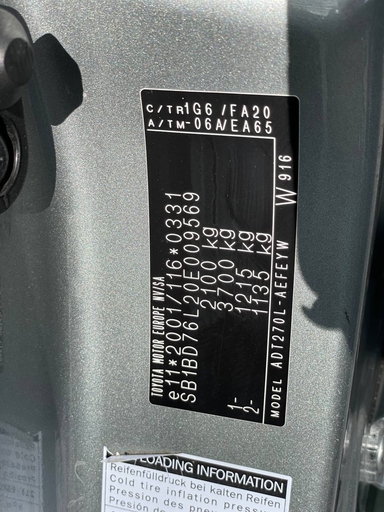 TOYOTA MOTOR EUROPE NV/SA
e11*2001/116*0331
SB1BD76L20E009569
2100 kg
3700 kg
1- 1215 kg
2- 1135 kg
MODEL ADT270L-AEFEYW W 916
C/TR 1G6 /FA20
A/TM -06A/EA65
LOADING INFORMATION
Reifenfülldruck bei kalten Reifen
Cold tire inflation pressure
Pression des pneu